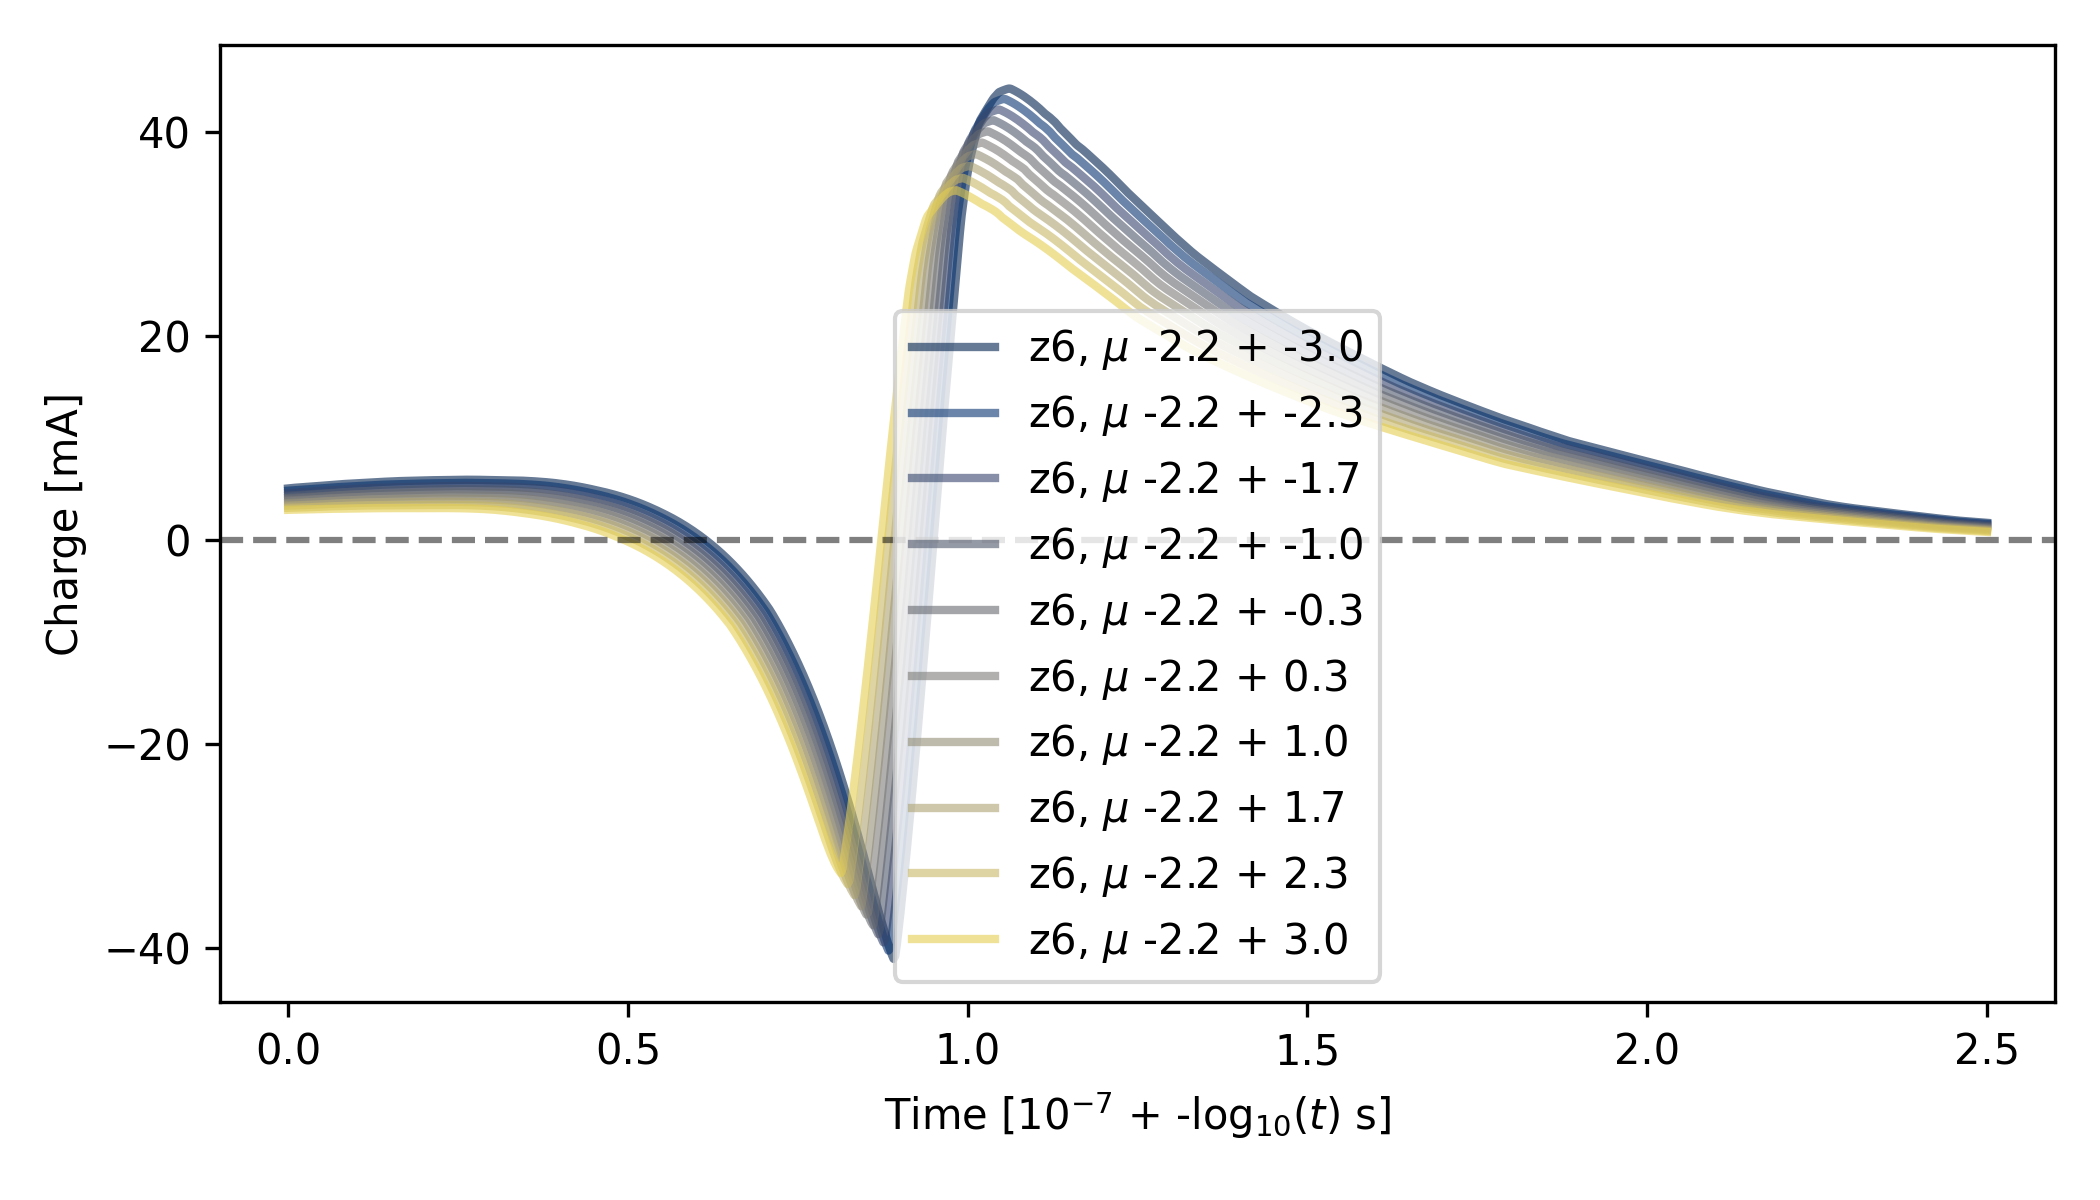 40
20
0
−20
−40
Charge [mA]
z6, μ -2.2 + -3.0
z6, μ -2.2 + -2.3
z6, μ -2.2 + -1.7
z6, μ -2.2 + -1.0
z6, μ -2.2 + -0.3
z6, μ -2.2 + 0.3
z6, μ -2.2 + 1.0
z6, μ -2.2 + 1.7
z6, μ -2.2 + 2.3
z6, μ -2.2 + 3.0
0.0 0.5 1.0 1.5 2.0 2.5
Time [10⁻⁷ + -log₁₀(t) s]